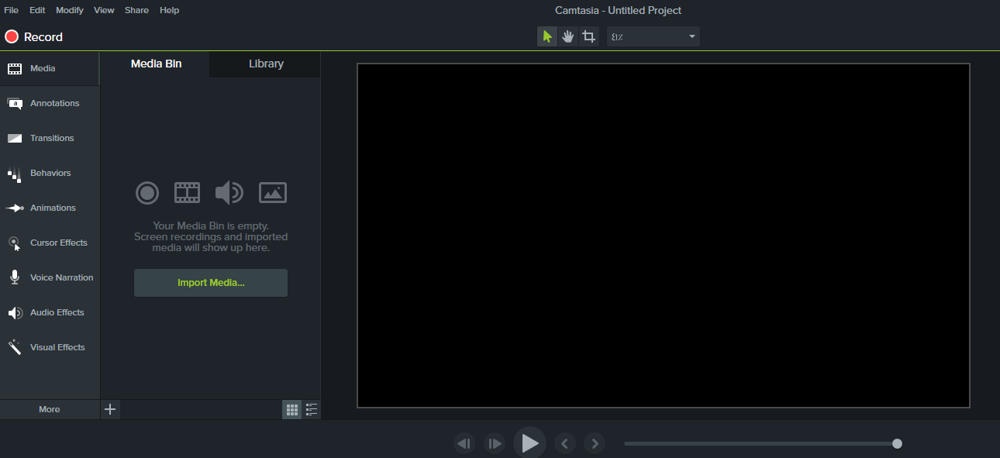 File Edit Modify View Share Help
Camtasia - Untitled Project
Record
٤١٪
Media
Media Bin
Library
Annotations
Transitions
Behaviors
Animations
Cursor Effects
Voice Narration
Audio Effects
Visual Effects
Your Media Bin is empty.
Screen recordings and imported
media will show up here.
Import Media...
More